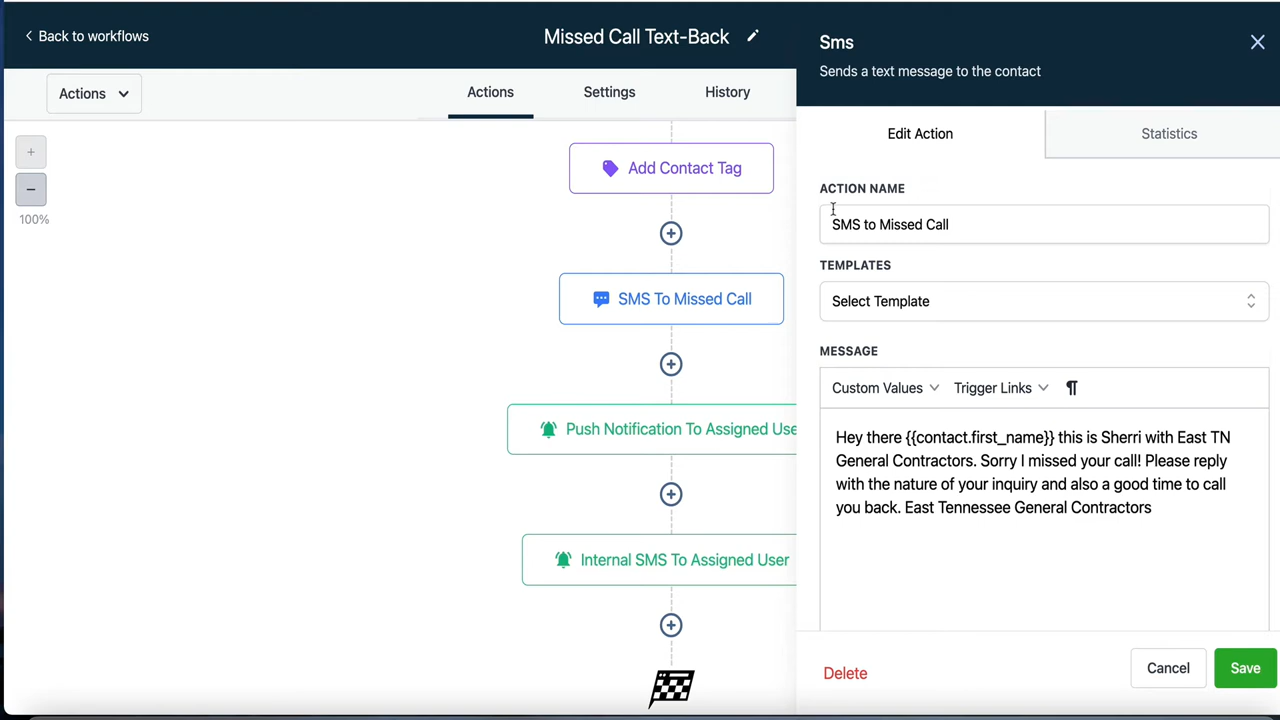 Back to workflows
Missed Call Text-Back
Actions
Actions
Settings
History
+
−
100%
Add Contact Tag
SMS To Missed Call
Push Notification To Assigned Use
Internal SMS To Assigned User
Sms
Sends a text message to the contact
Edit Action
Statistics
ACTION NAME
SMS to Missed Call
TEMPLATES
Select Template
MESSAGE
Custom Values
Trigger Links
¶
Hey there {{contact.first_name}} this is Sherri with East TN
General Contractors. Sorry I missed your call! Please reply
with the nature of your inquiry and also a good time to call
you back. East Tennessee General Contractors
Delete
Cancel
Save